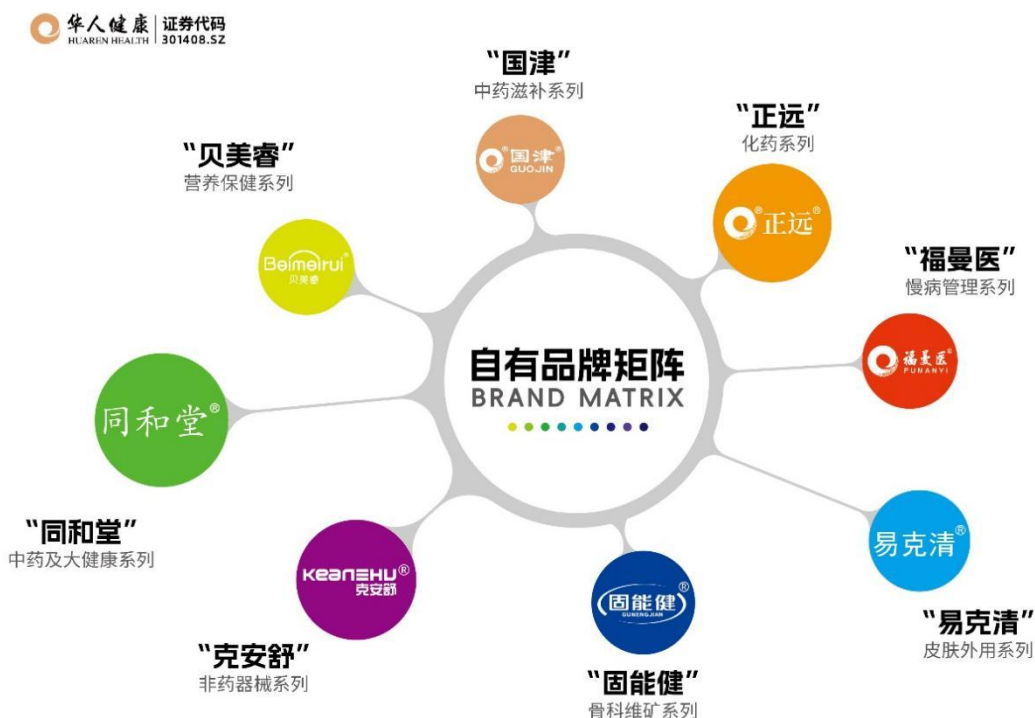 华人健康
HUAREN HEALTH
证券代码
301408.SZ
“国津”
中药滋补系列
国津®
GUOJIN
“正远”
化药系列
正远®
“贝美睿”
营养保健系列
Beimeirui®
贝美睿
“福曼医”
慢病管理系列
福曼医®
FUMANYI
自有品牌矩阵
BRAND MATRIX
同和堂®
“同和堂”
中药及大健康系列
KeanSHU®
克安舒
“克安舒”
非药器械系列
固能健®
GUNENGJIAN
“固能健”
骨科维矿系列
易克清®
“易克清”
皮肤外用系列